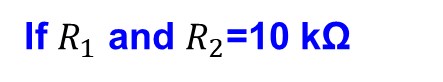 If R₁ and R₂=10 kΩ